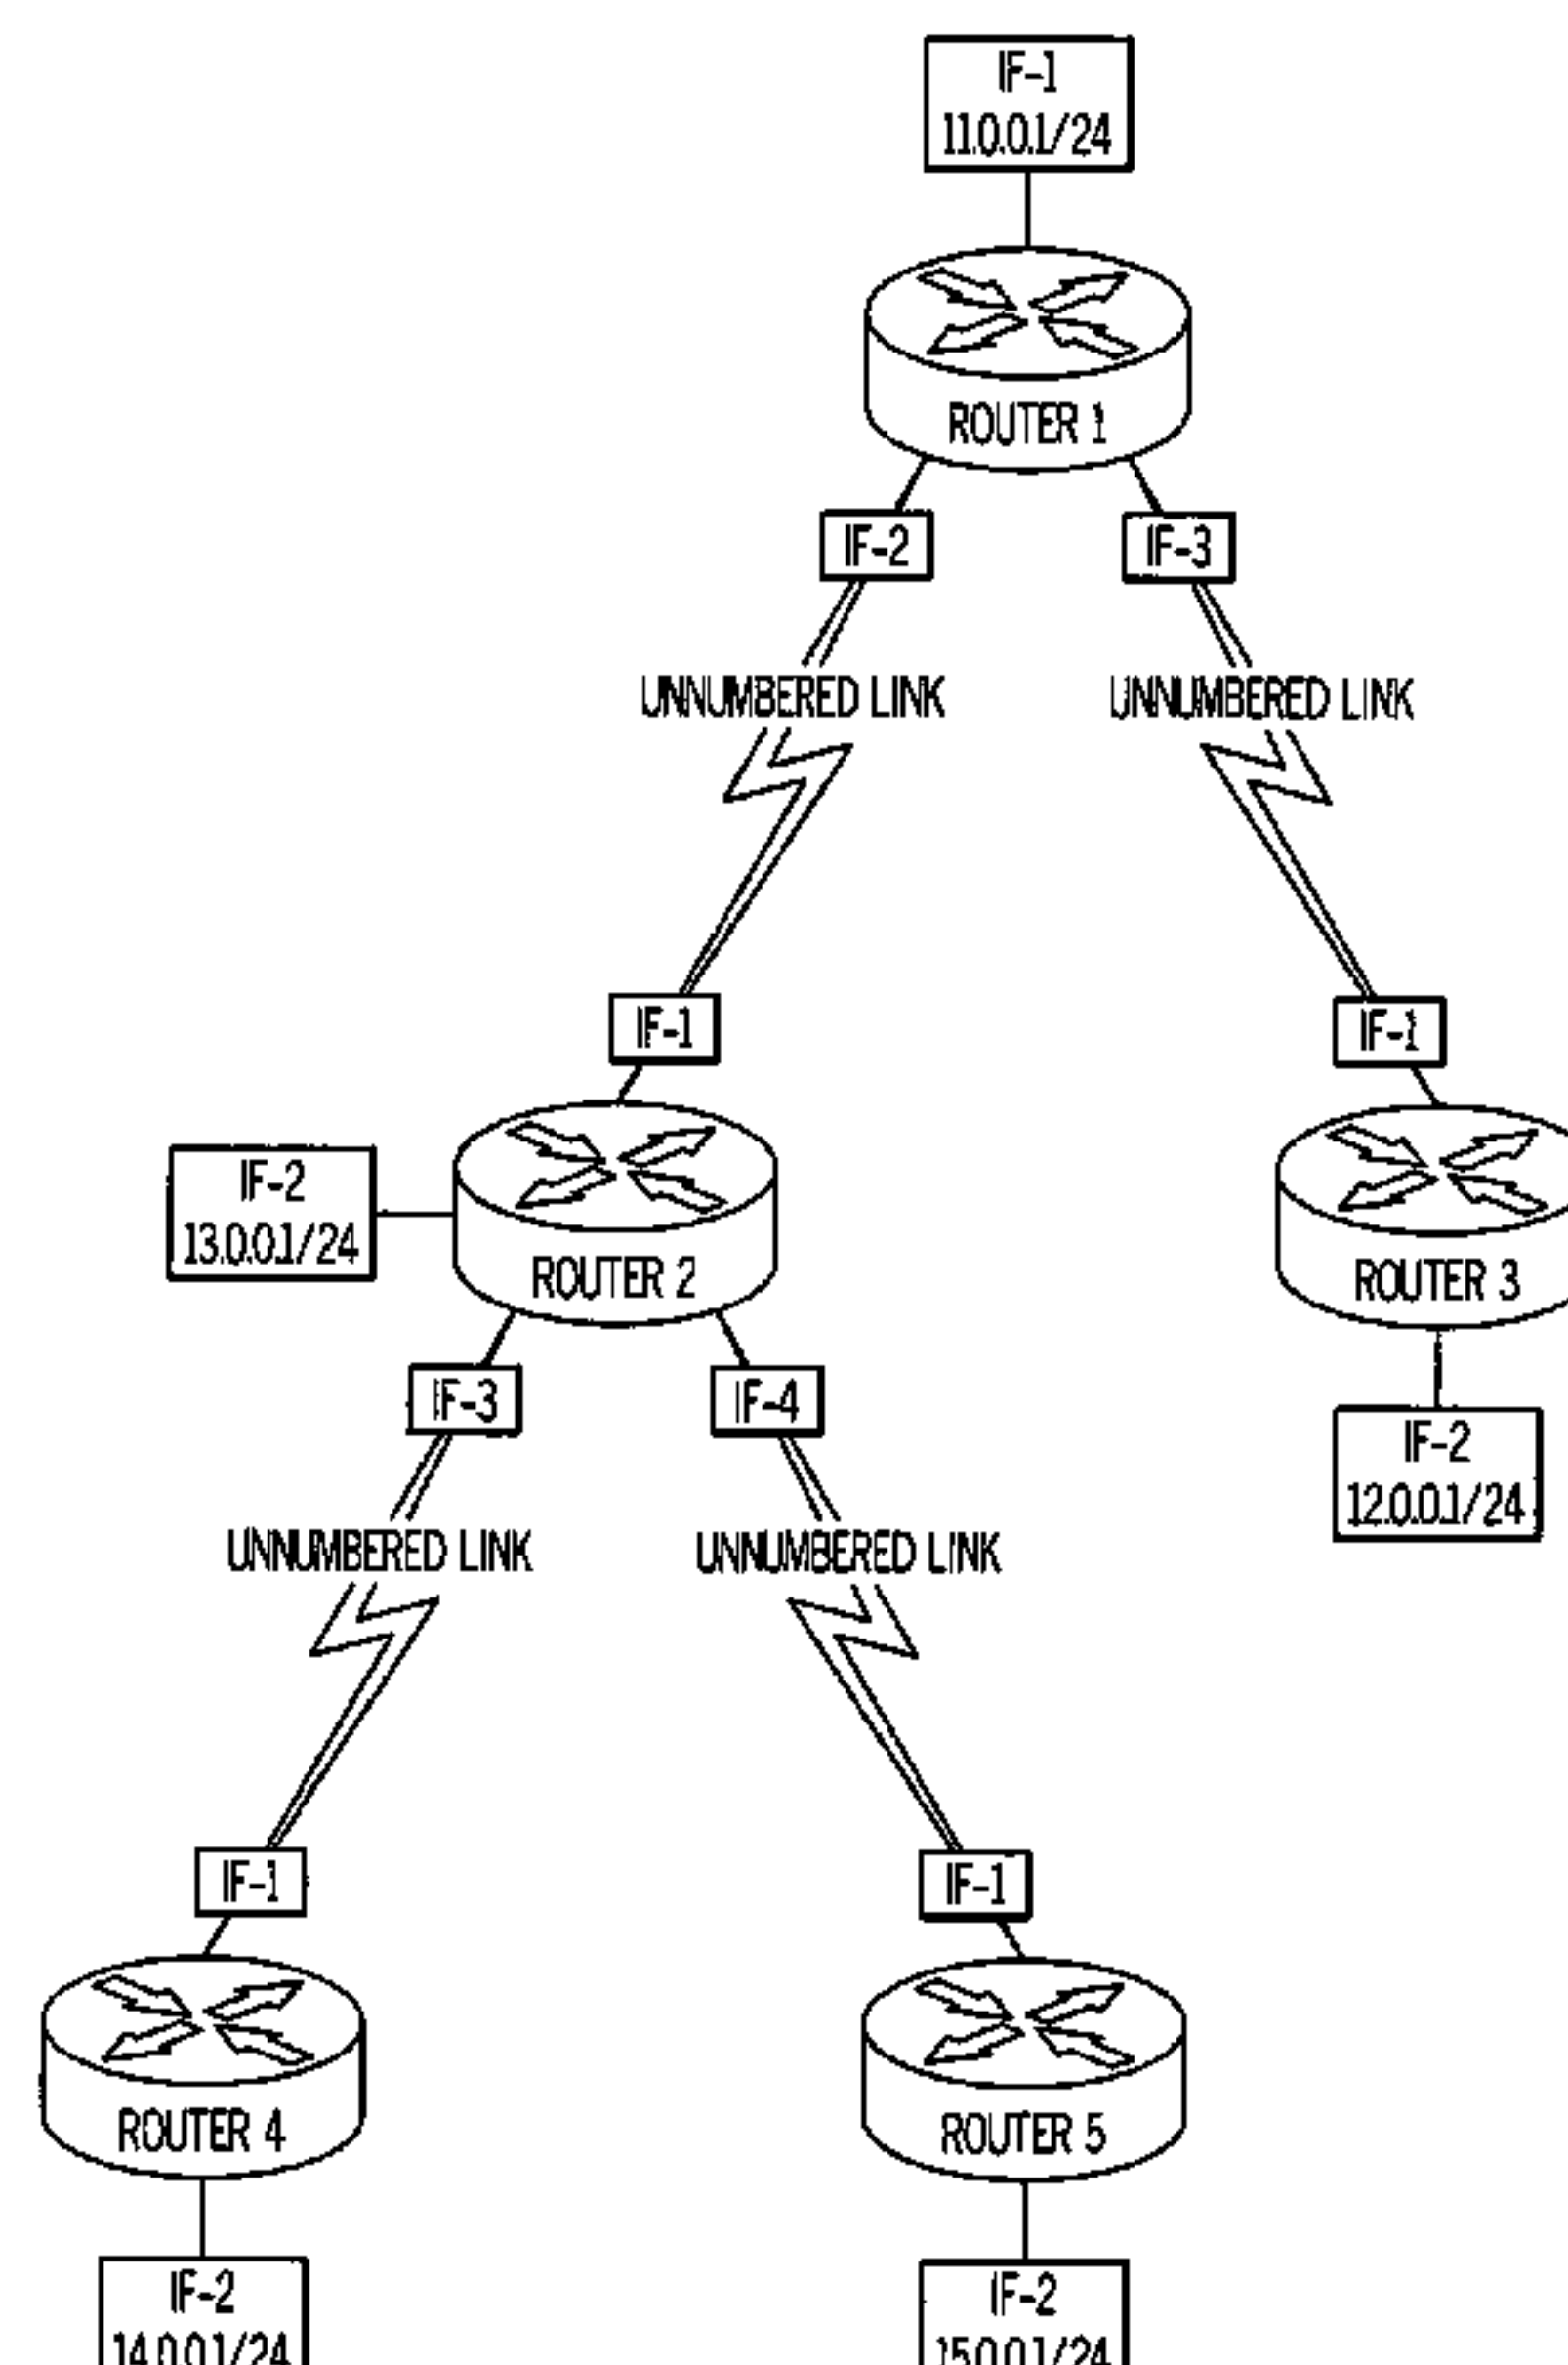 IF-1
11.0.0.1/24
ROUTER 1
IF-2
IF-3
UNNUMBERED LINK
UNNUMBERED LINK
IF-1
IF-1
IF-2
13.0.0.1/24
ROUTER 2
ROUTER 3
IF-3
IF-4
IF-2
12.0.0.1/24
UNNUMBERED LINK
UNNUMBERED LINK
IF-1
IF-1
ROUTER 4
ROUTER 5
IF-2
14.0.0.1/24
IF-2
15.0.0.1/24